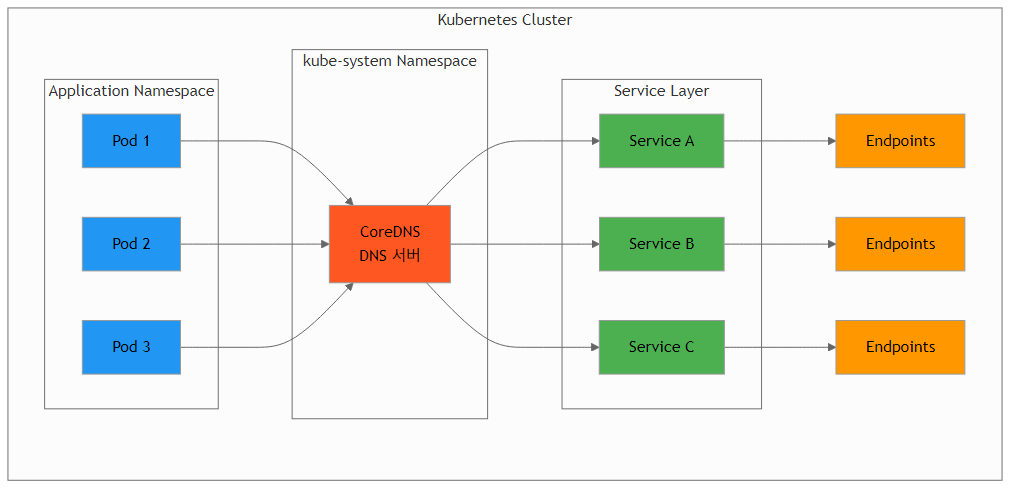 Kubernetes Cluster
kube-system Namespace
Application Namespace
Service Layer
Pod 1
Service A
Endpoints
Pod 2
CoreDNS
DNS 서버
Service B
Endpoints
Pod 3
Service C
Endpoints